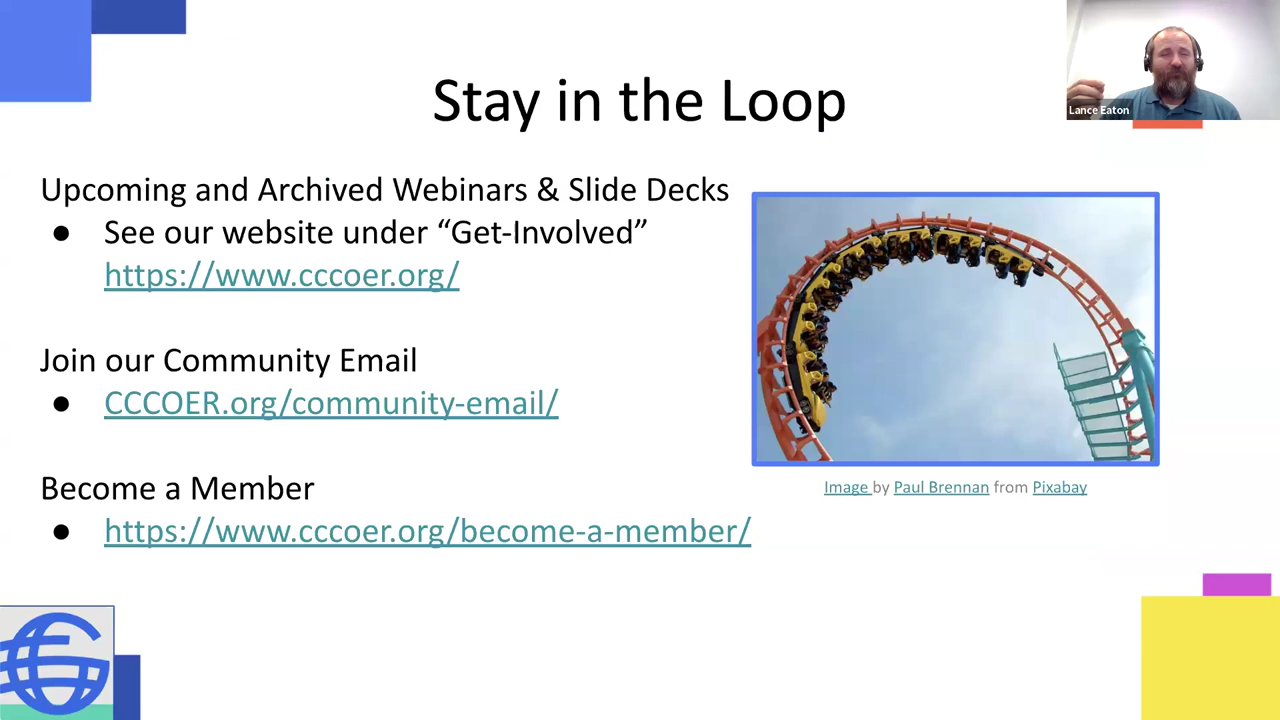 Stay in the Loop
Lance Eaton
Upcoming and Archived Webinars & Slide Decks
● See our website under “Get-Involved”
https://www.cccoer.org/
Join our Community Email
● CCCOER.org/community-email/
Become a Member
● https://www.cccoer.org/become-a-member/
Image by Paul Brennan from Pixabay